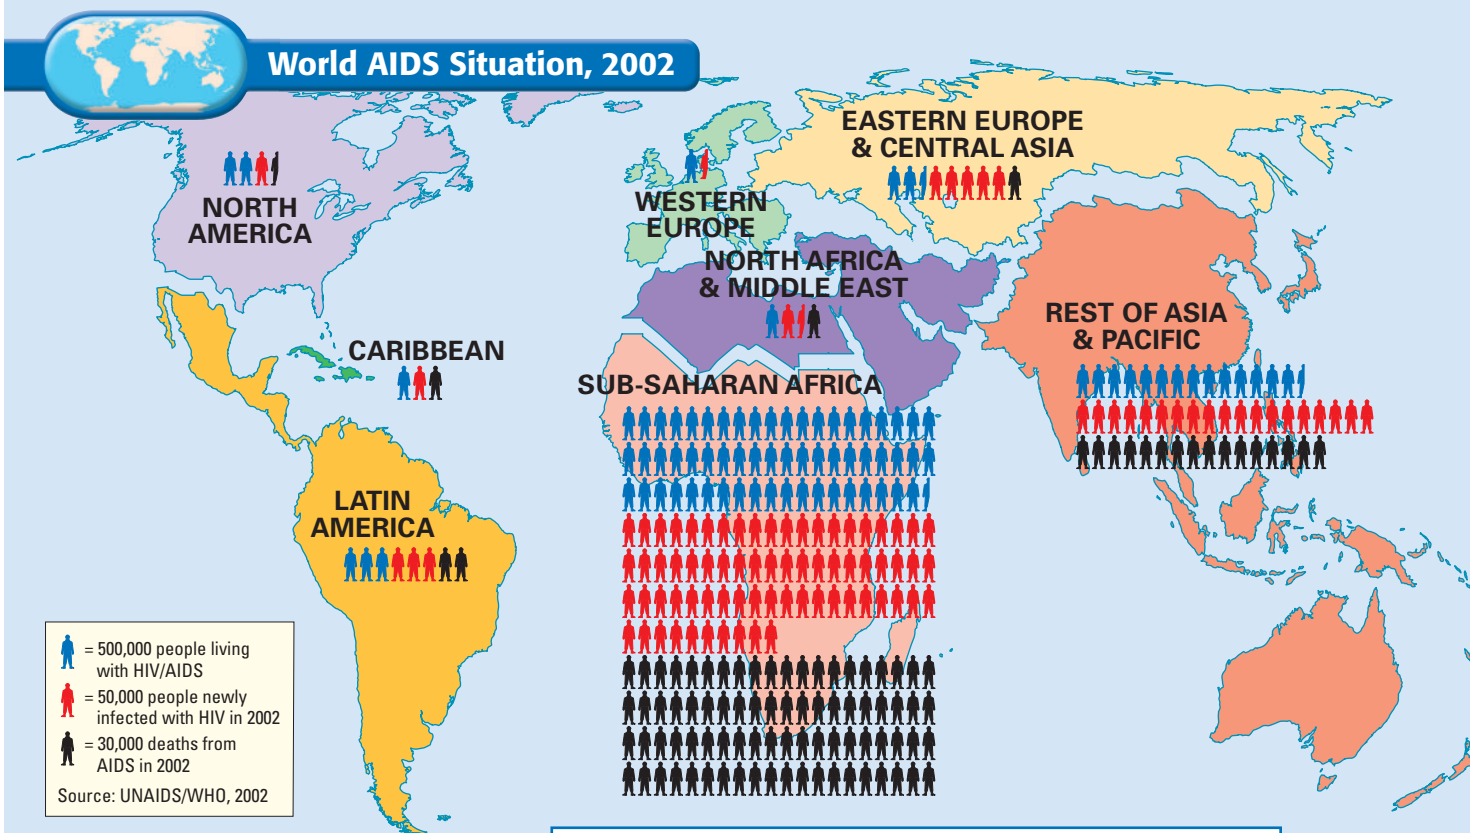 World AIDS Situation, 2002
EASTERN EUROPE
& CENTRAL ASIA
NORTH
AMERICA
WESTERN
EUROPE
NORTH AFRICA
& MIDDLE EAST
REST OF ASIA
& PACIFIC
CARIBBEAN
SUB-SAHARAN AFRICA
LATIN
AMERICA
= 500,000 people living
with HIV/AIDS
= 50,000 people newly
infected with HIV in 2002
= 30,000 deaths from
AIDS in 2002
Source: UNAIDS/WHO, 2002